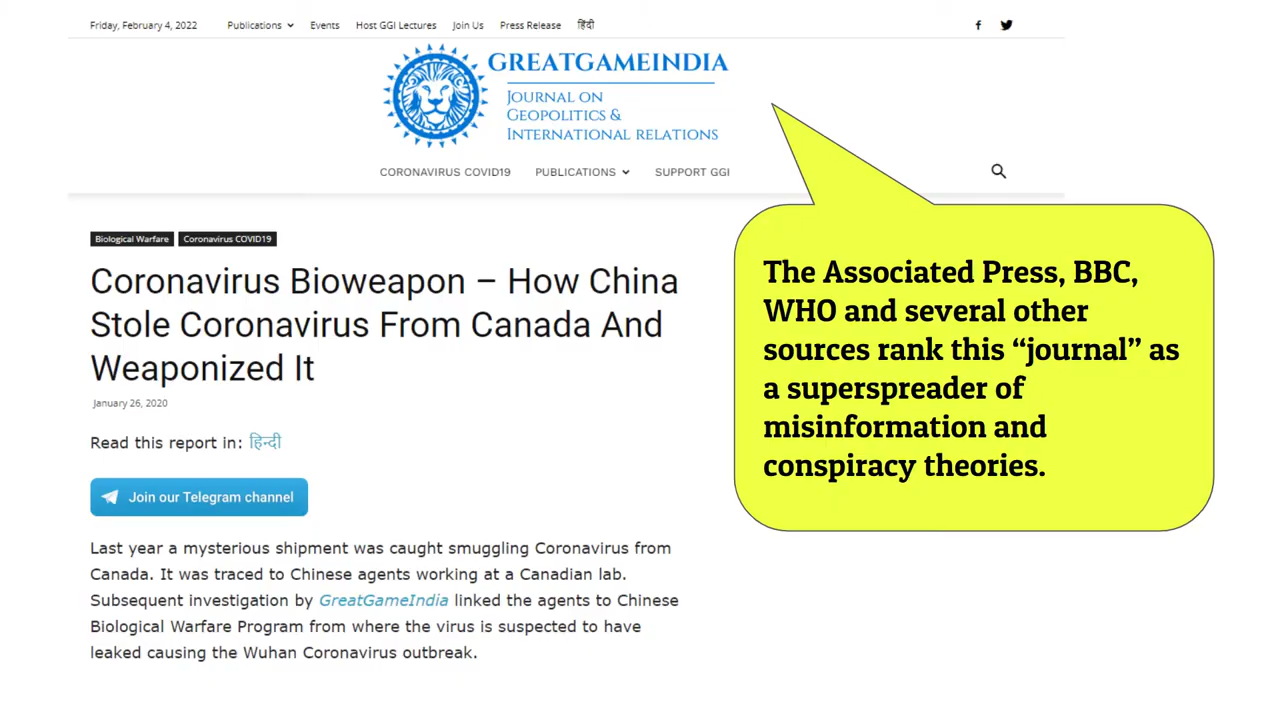 Friday, February 4, 2022 Publications Events Host GGI Lectures Join Us Press Release हिंदी
GREATGAMEINDIA
JOURNAL ON
GEOPOLITICS &
INTERNATIONAL RELATIONS
CORONAVIRUS COVID19 PUBLICATIONS SUPPORT GGI
Biological Warfare Coronavirus COVID19
Coronavirus Bioweapon – How China
Stole Coronavirus From Canada And
Weaponized It
January 26, 2020
Read this report in: हिन्दी
Join our Telegram channel
Last year a mysterious shipment was caught smuggling Coronavirus from
Canada. It was traced to Chinese agents working at a Canadian lab.
Subsequent investigation by GreatGameIndia linked the agents to Chinese
Biological Warfare Program from where the virus is suspected to have
leaked causing the Wuhan Coronavirus outbreak.
The Associated Press, BBC,
WHO and several other
sources rank this “journal” as
a superspreader of
misinformation and
conspiracy theories.